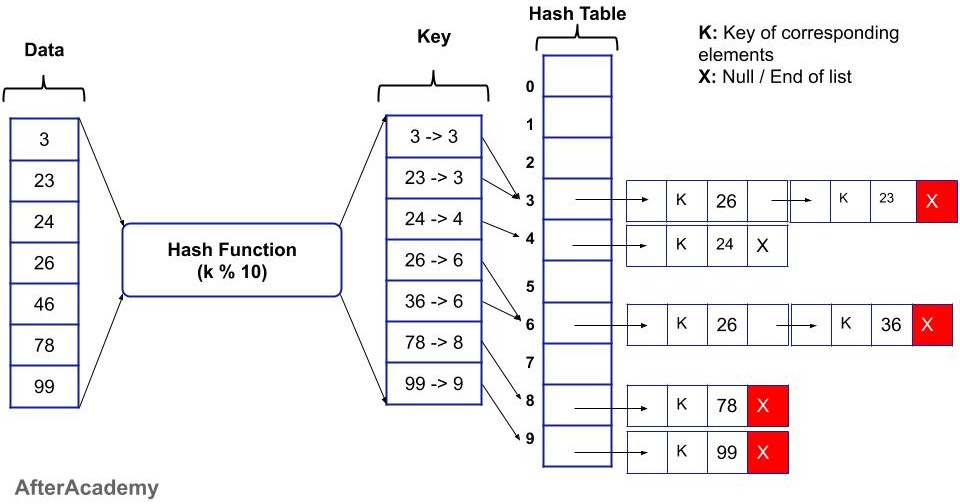 Data
Key
Hash Table
K: Key of corresponding
elements
X: Null / End of list
3
23
24
26
46
78
99
Hash Function
(k % 10)
3 -> 3
23 -> 3
24 -> 4
26 -> 6
36 -> 6
78 -> 8
99 -> 9
0
1
2
3
4
5
6
7
8
9
K 26 K 23 X
K 24 X
K 26 K 36 X
K 78 X
K 99 X
AfterAcademy